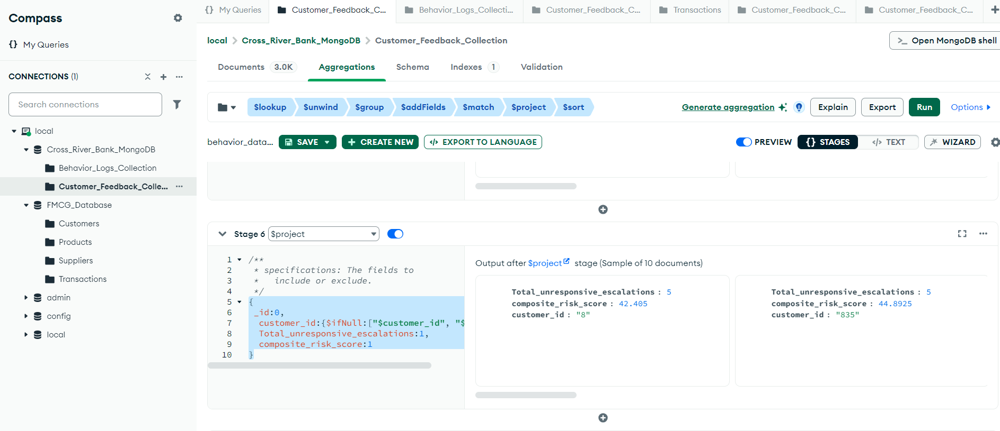 Compass
{} My Queries
CONNECTIONS (1)
Search connections
local
Cross_River_Bank_MongoDB
Behavior_Logs_Collection
Customer_Feedback_Colle...
FMCG_Database
Customers
Products
Suppliers
Transactions
admin
config
local
{} My Queries
Customer_Feedback_C...
Behavior_Logs_Collecti...
Customer_Feedback_C...
Transactions
Customer_Feedback_C...
Customer_Feedback_C...
local > Cross_River_Bank_MongoDB > Customer_Feedback_Collection
>_ Open MongoDB shell
Documents 3.0K Aggregations Schema Indexes 1 Validation
$lookup $unwind $group $addFields $match $project $sort
Generate aggregation Explain Export Run Options
behavior_data... SAVE + CREATE NEW </> EXPORT TO LANGUAGE
PREVIEW {} STAGES </> TEXT WIZARD
Stage 6 $project
1 /**
2 * specifications: The fields to
3 * include or exclude.
4 */
5 {
6 _id:0,
7 customer_id:{$ifNull:["$customer_id", "$
8 Total_unresponsive_escalations:1,
9 composite_risk_score:1
10 }
Output after $project stage (Sample of 10 documents)
Total_unresponsive_escalations : 5
composite_risk_score : 42.405
customer_id : "8"
Total_unresponsive_escalations : 5
composite_risk_score : 44.8925
customer_id : "835"